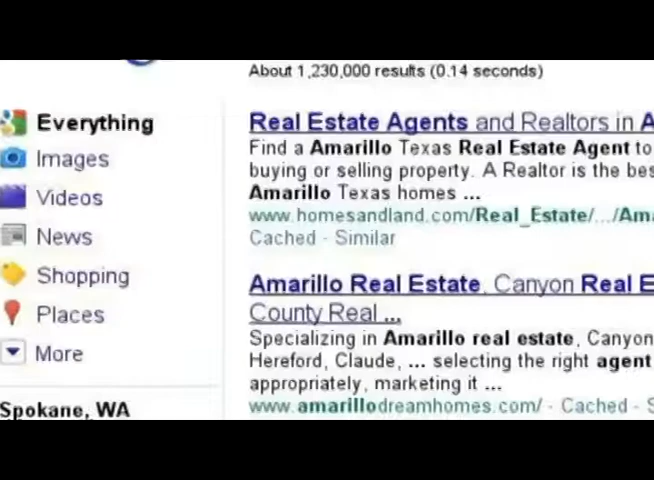 About 1,230,000 results (0.14 seconds)
Everything
Images
Videos
News
Shopping
Places
More
Spokane, WA
Real Estate Agents and Realtors in
Find a Amarillo Texas Real Estate Agent to
buying or selling property. A Realtor is the
Amarillo Texas homes ...
www.homesandland.com/Real_Estate/.../
Cached - Similar
Amarillo Real Estate, Canyon Real
County Real ...
Specializing in Amarillo real estate, Canyon
Hereford, Claude, ... selecting the right agent
appropriately, marketing it ...
www.amarillodreamhomes.com/ - Cached -